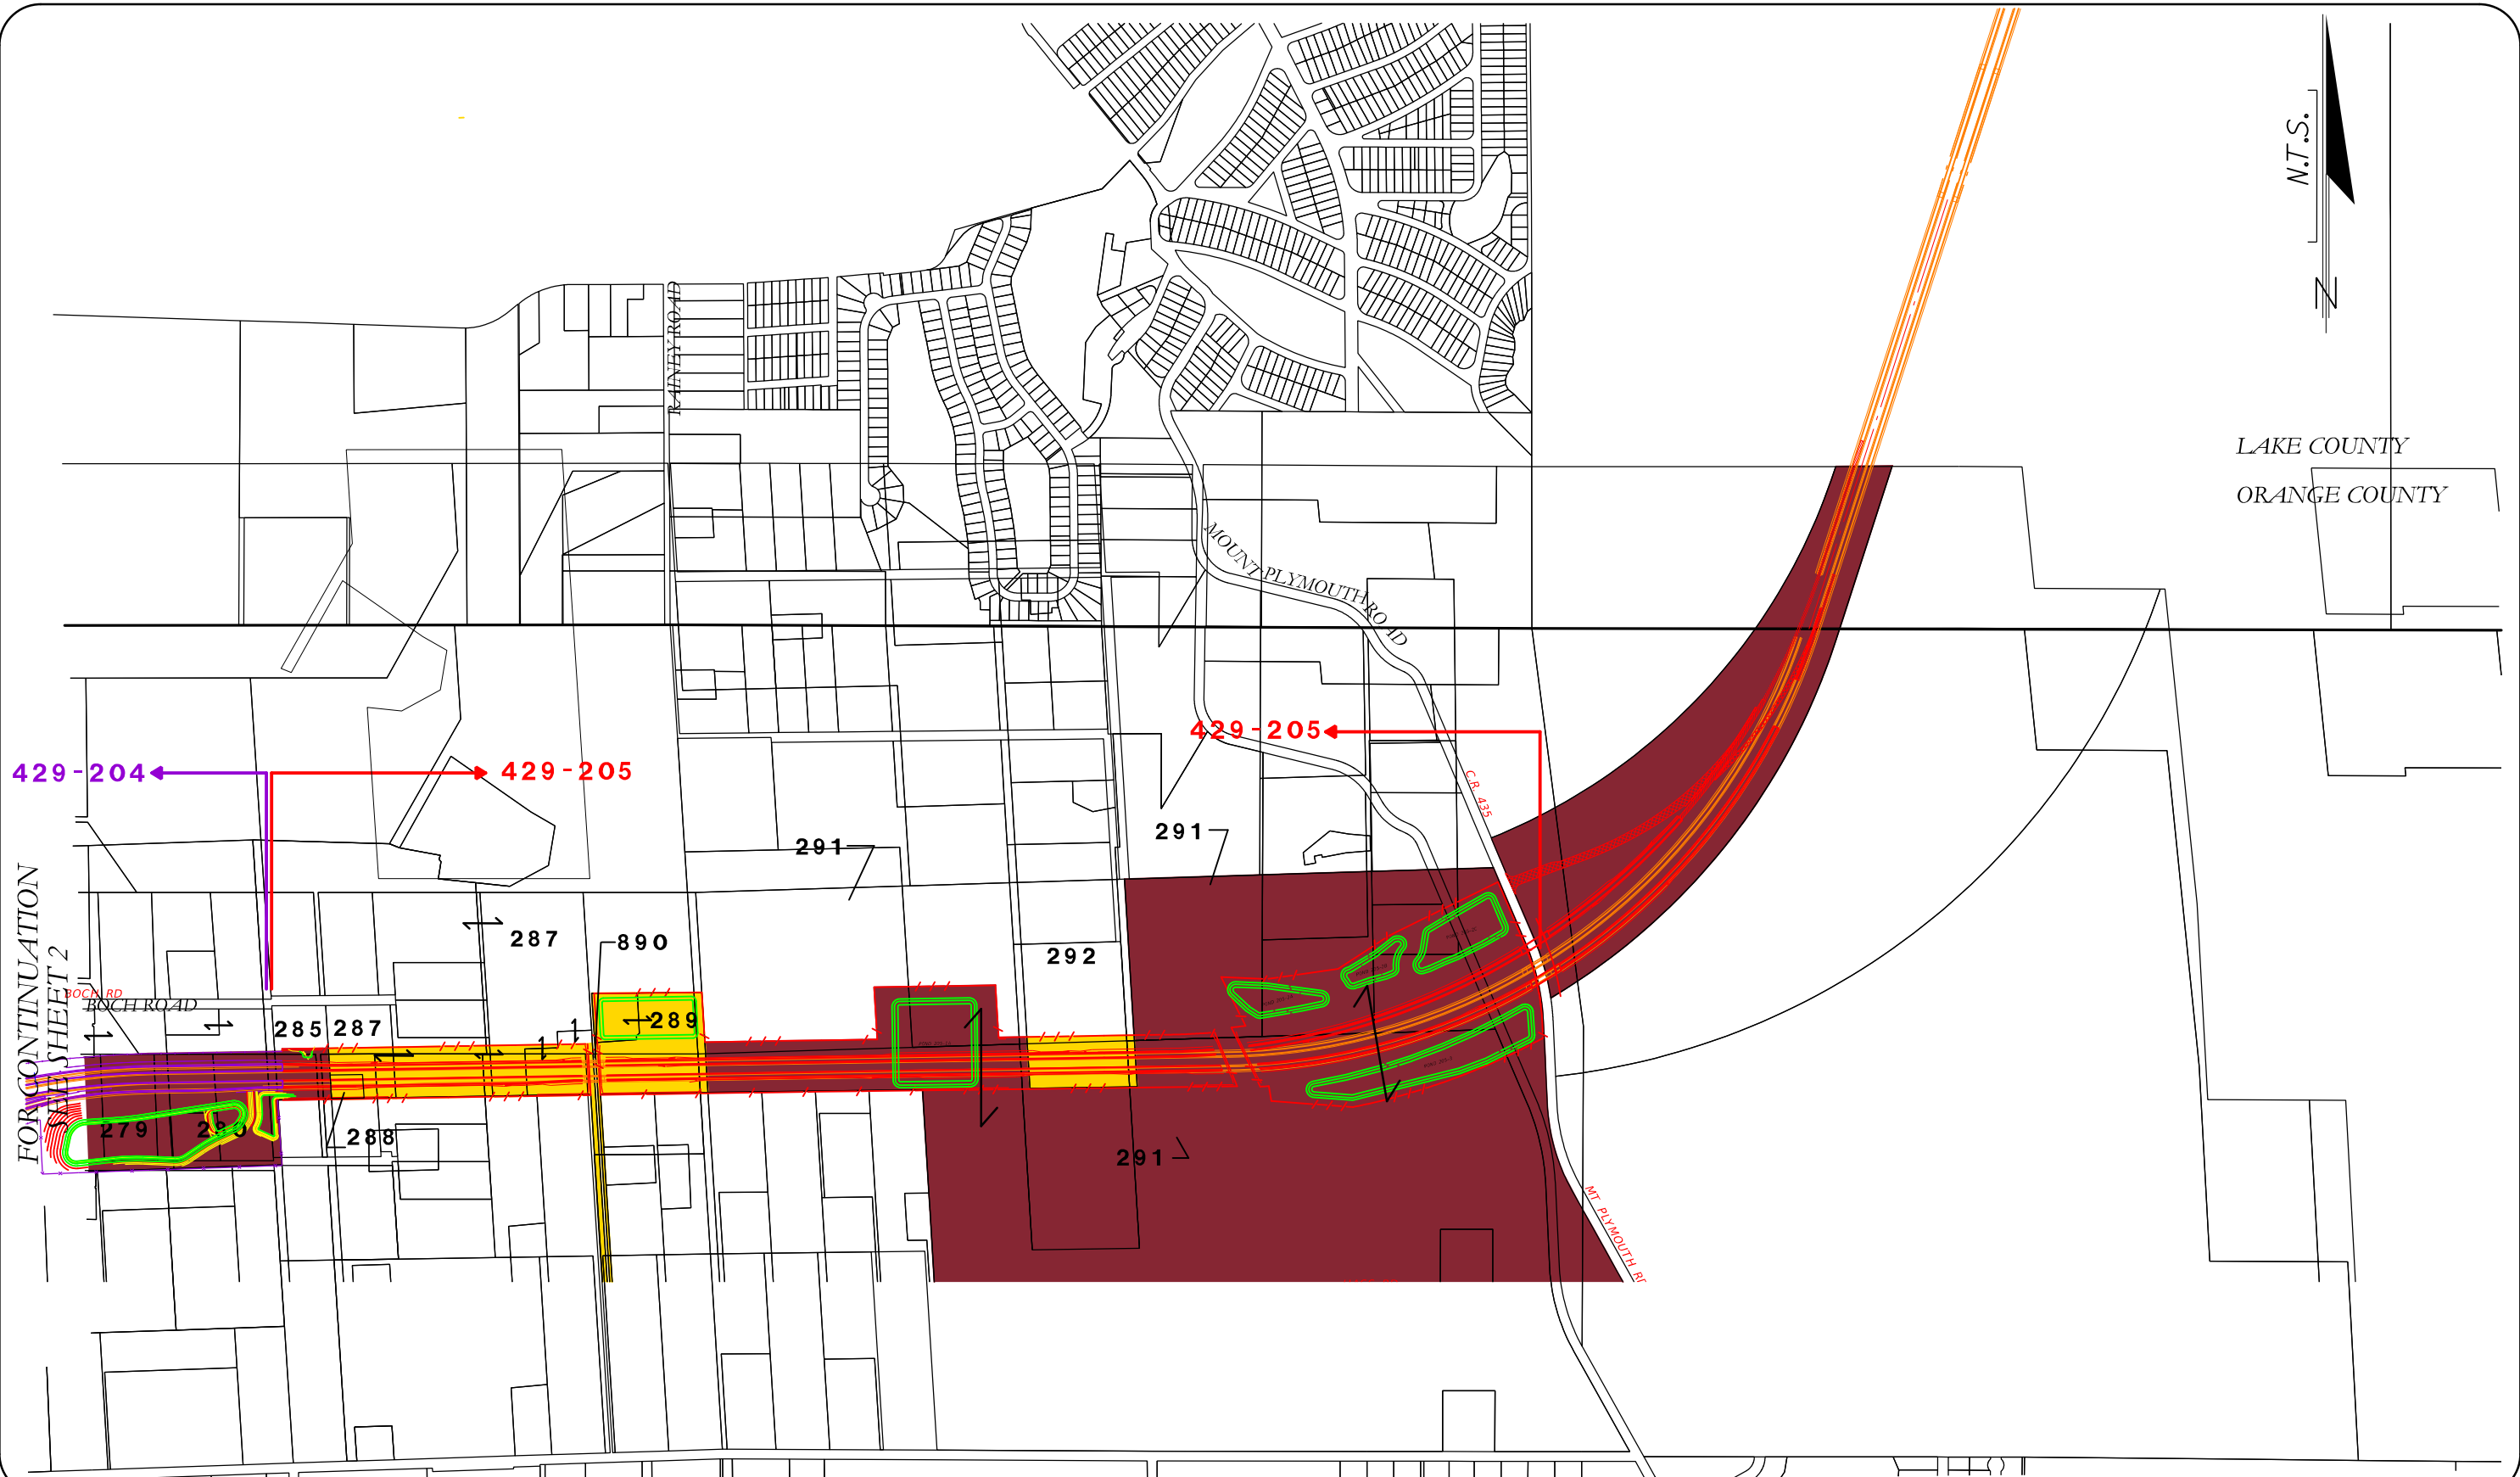 N.T.S.
N
RAINEY ROAD
LAKE COUNTY
ORANGE COUNTY
MOUNT PLYMOUTH ROAD
429-205
429-204
429-205
C.R. 435
291
291
287
890
292
FOR CONTINUATION
SEE SHEET 2
BOCH RD
BOCH ROAD
285
287
289
279
280
288
291
MT PLYMOUTH RD